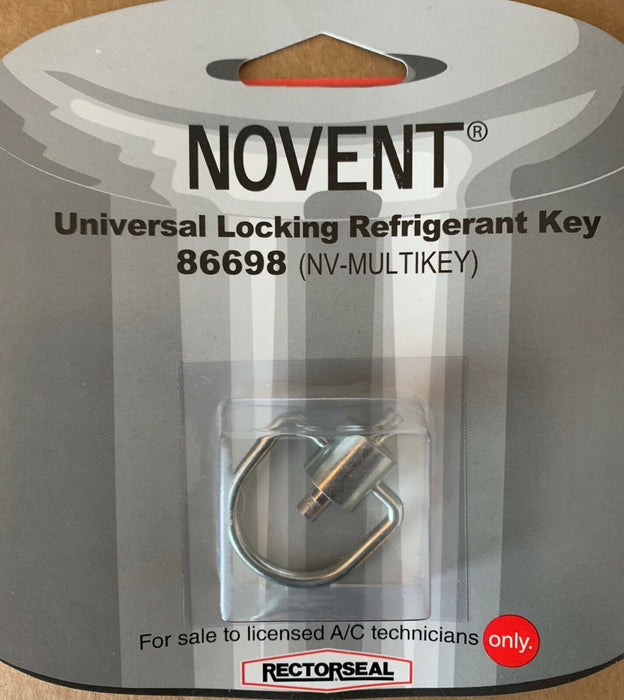 NOVENT®
Universal Locking Refrigerant Key
86698 (NV-MULTIKEY)
For sale to licensed A/C technicians only.
RECTORSEAL